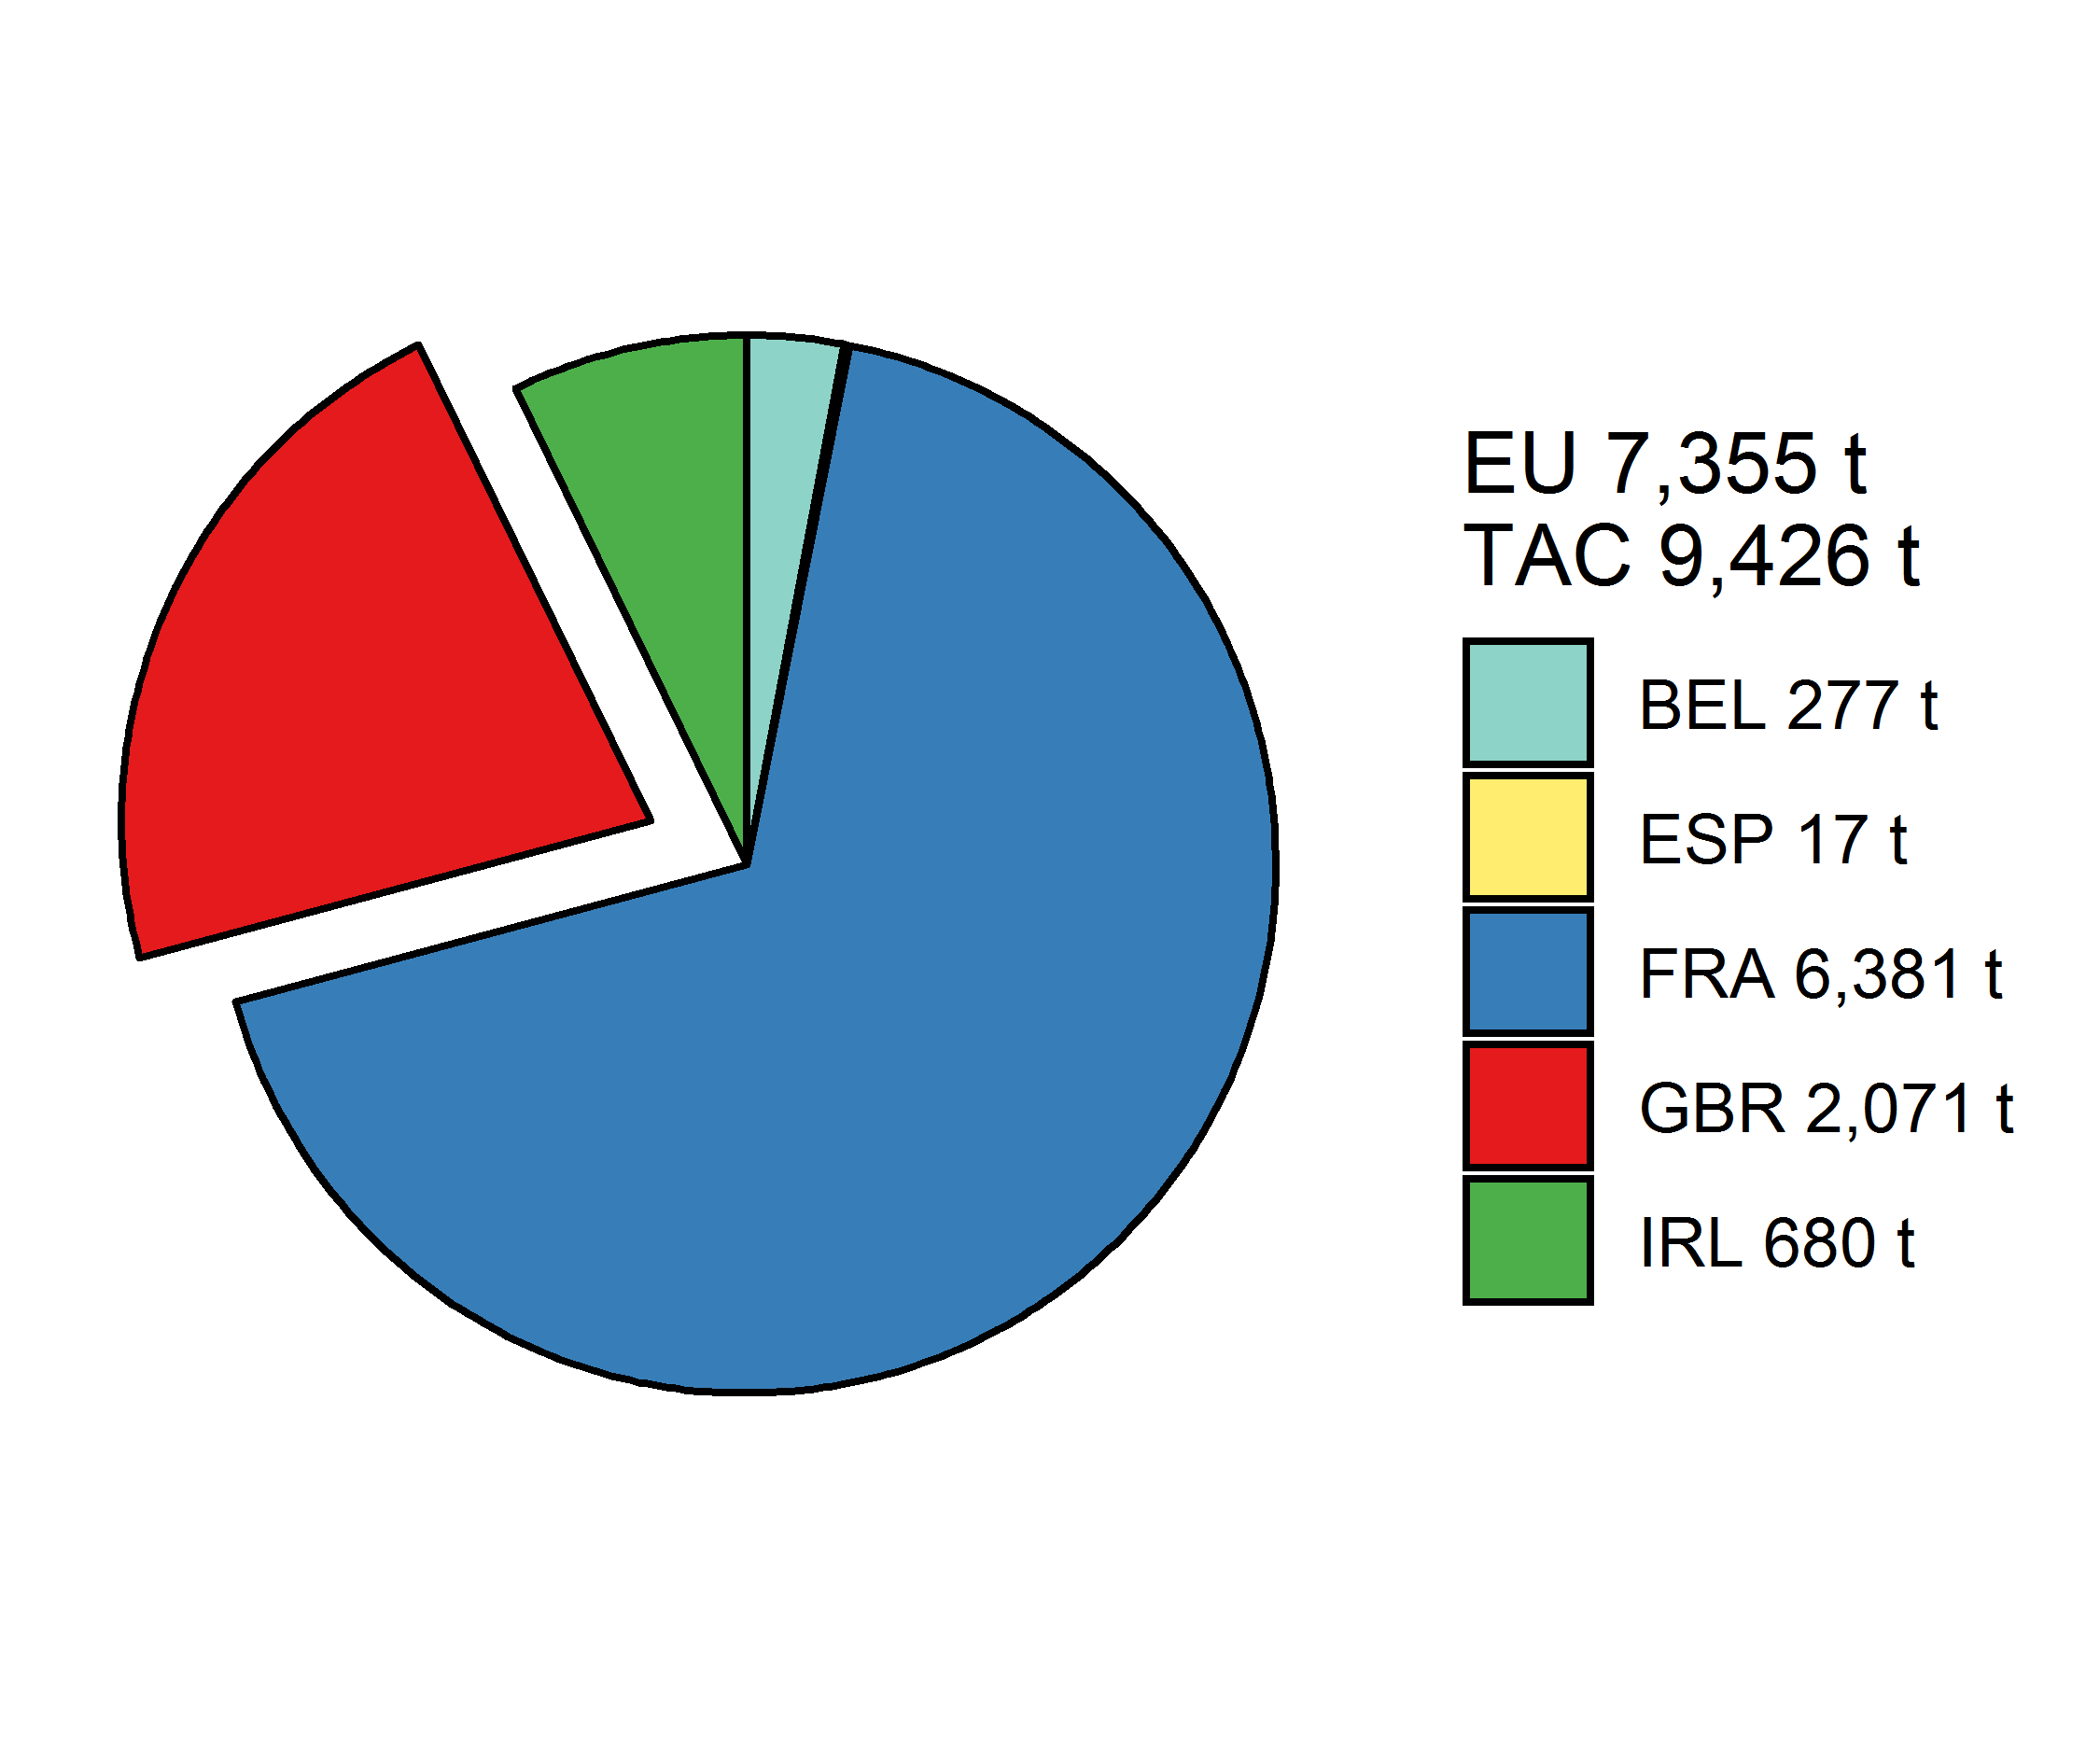 EU 7,355 t
TAC 9,426 t
BEL 277 t
ESP 17 t
FRA 6,381 t
GBR 2,071 t
IRL 680 t